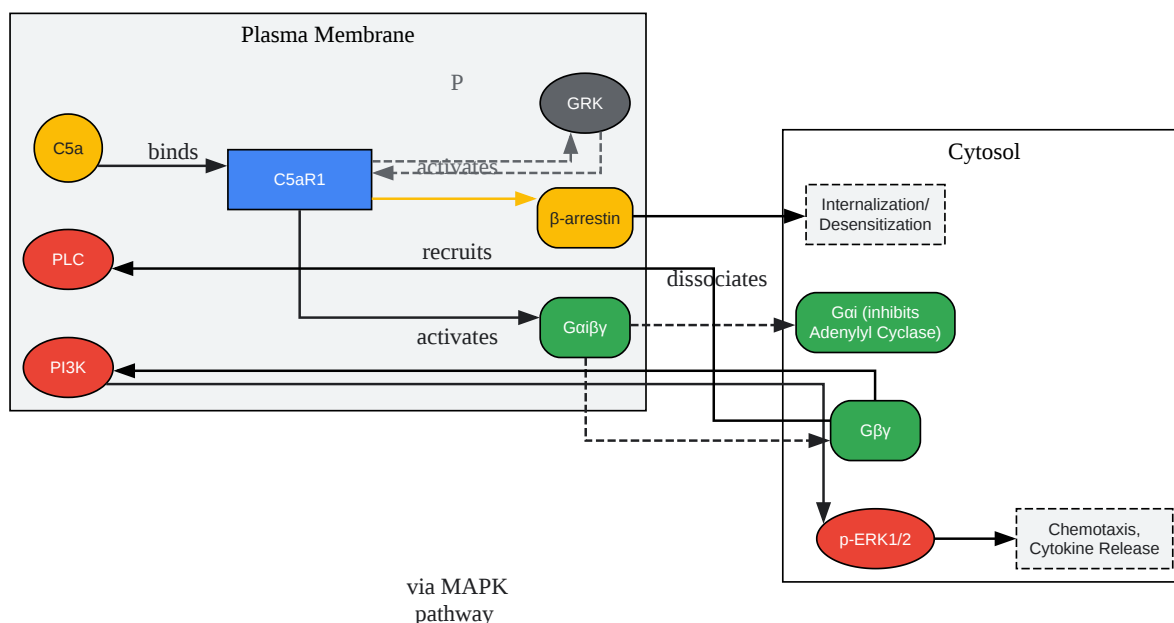 Plasma Membrane
P
GRK
C5a
binds
C5aR1
activates
Cytosol
β-arrestin
Internalization/
Desensitization
PLC
recruits
dissociates
Gαiβγ
Gαi (inhibits
Adenylyl Cyclase)
activates
PI3K
Gβγ
p-ERK1/2
Chemotaxis,
Cytokine Release
via MAPK
pathway